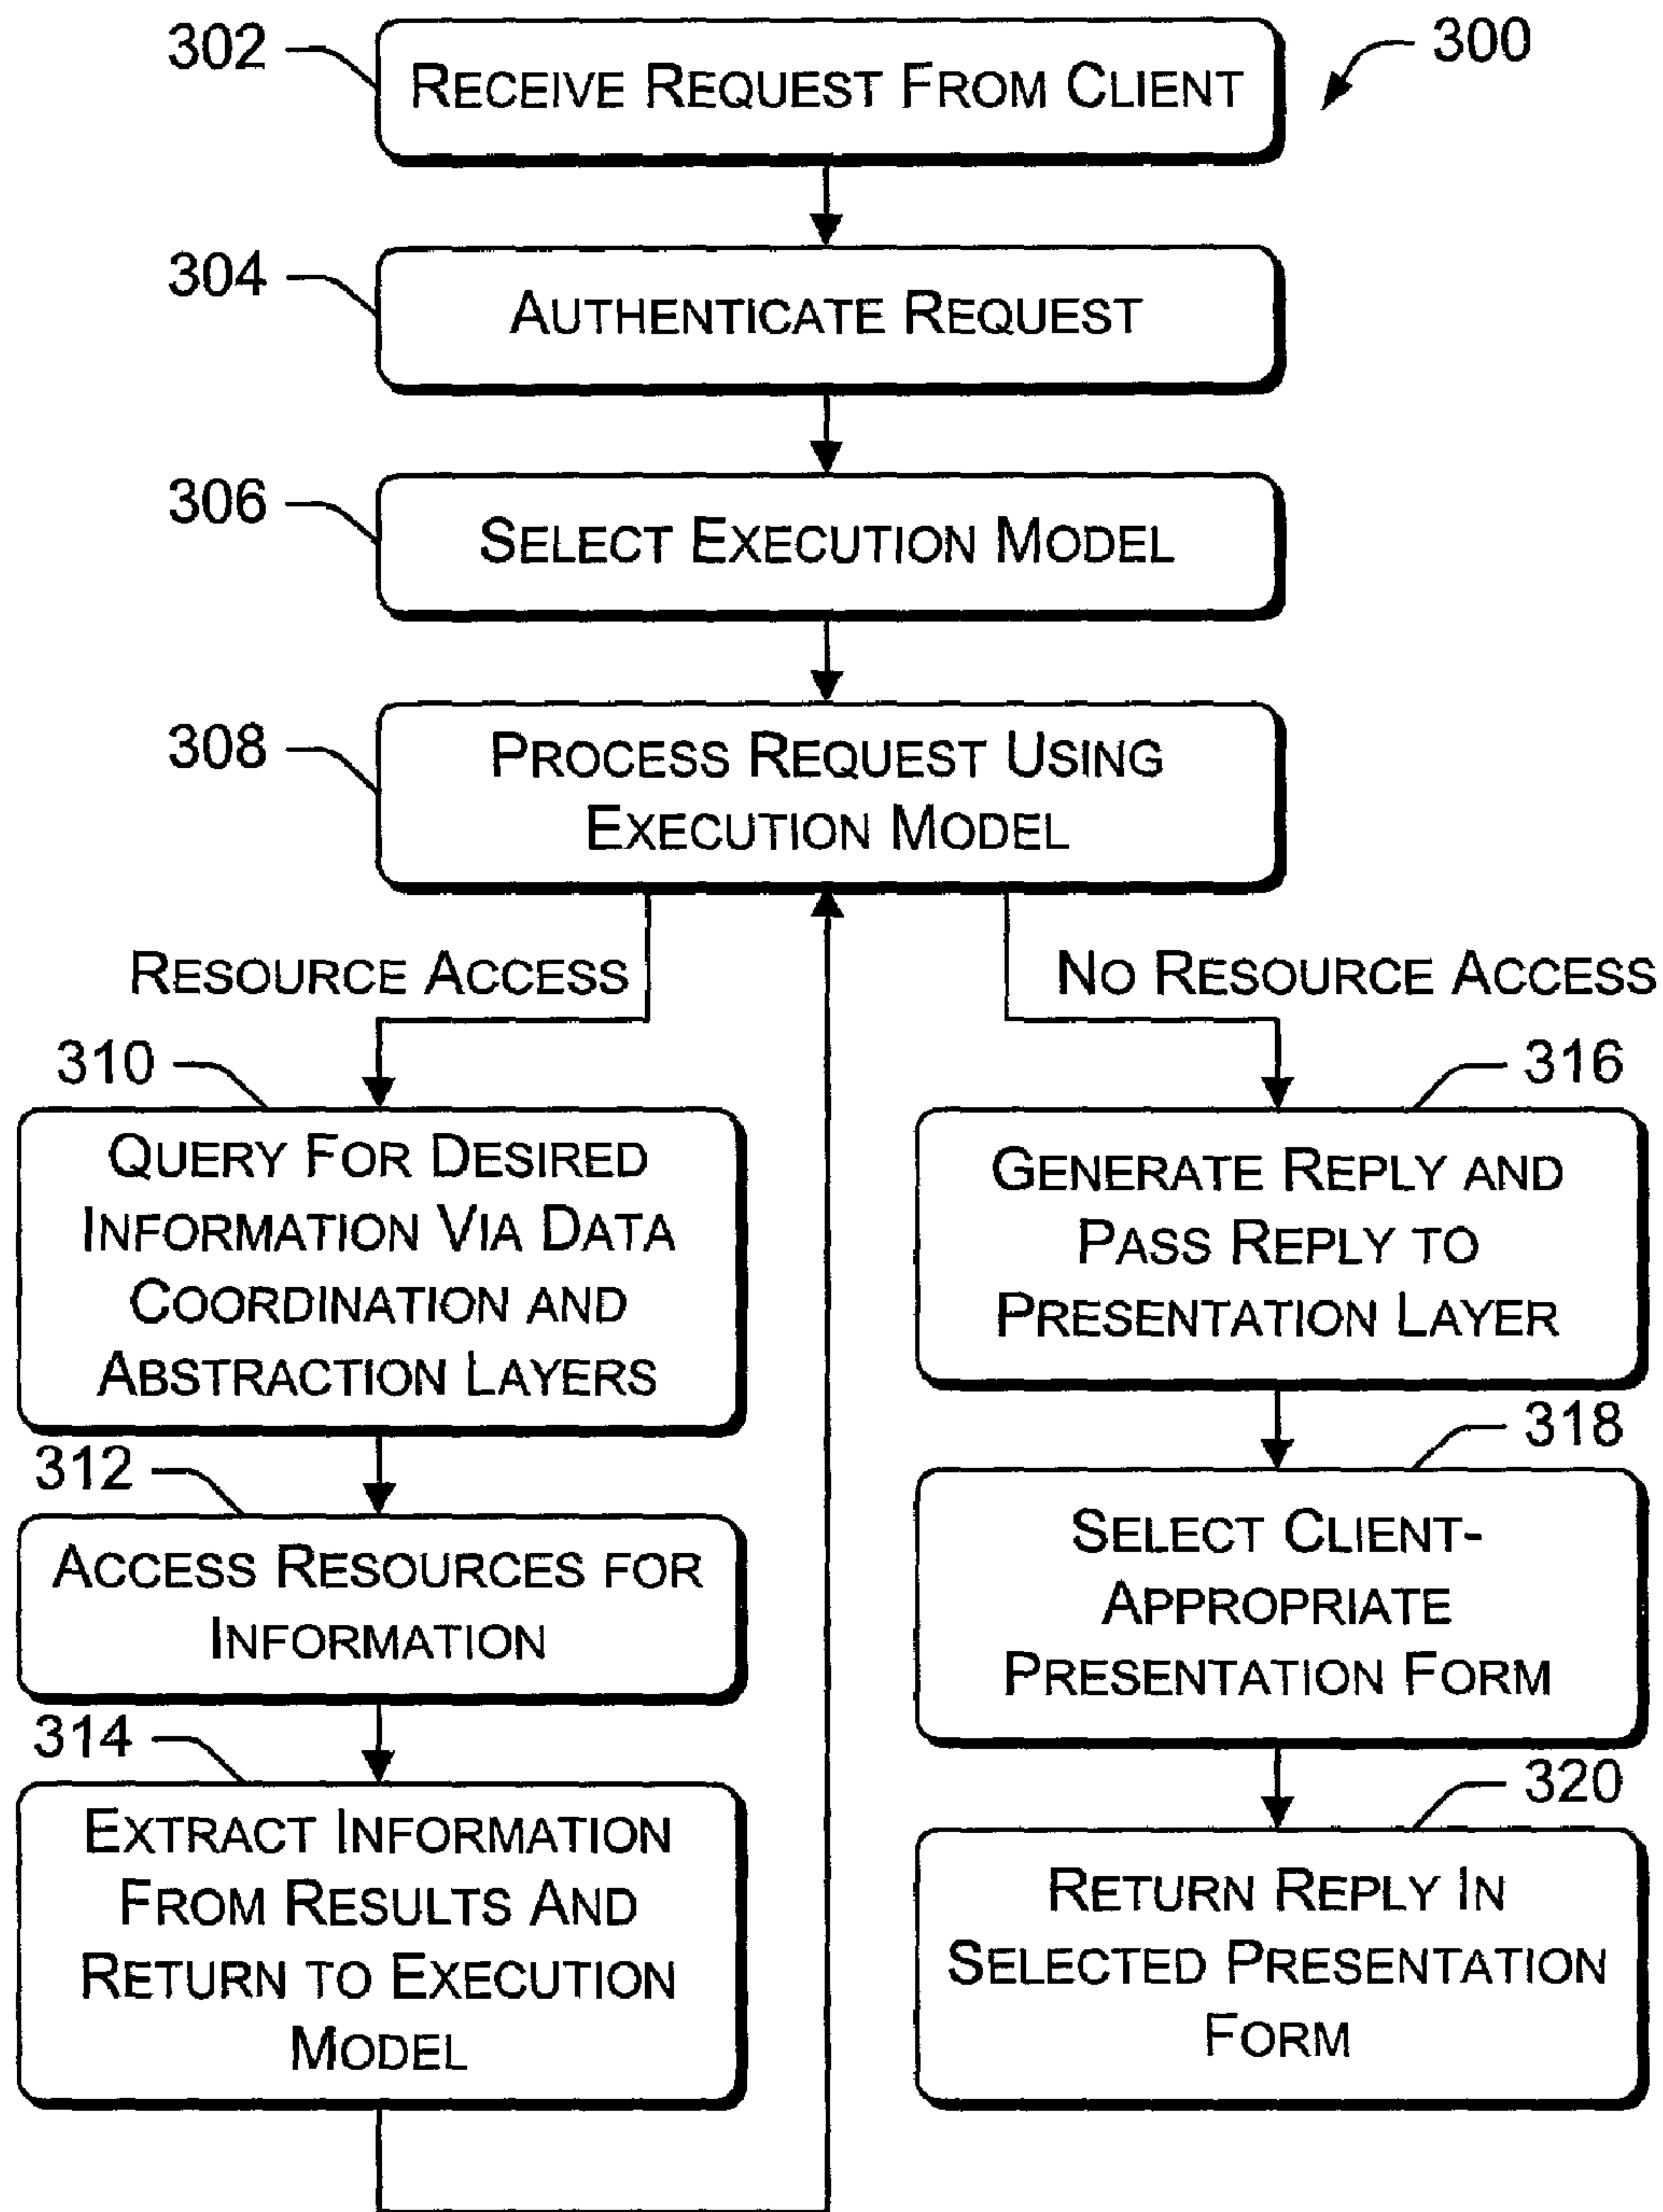 302
RECEIVE REQUEST FROM CLIENT
300
304
AUTHENTICATE REQUEST
306
SELECT EXECUTION MODEL
308
PROCESS REQUEST USING
EXECUTION MODEL
RESOURCE ACCESS
NO RESOURCE ACCESS
310
QUERY FOR DESIRED
INFORMATION VIA DATA
COORDINATION AND
ABSTRACTION LAYERS
312
ACCESS RESOURCES FOR
INFORMATION
314
EXTRACT INFORMATION
FROM RESULTS AND
RETURN TO EXECUTION
MODEL
316
GENERATE REPLY AND
PASS REPLY TO
PRESENTATION LAYER
318
SELECT CLIENT-
APPROPRIATE
PRESENTATION FORM
320
RETURN REPLY IN
SELECTED PRESENTATION
FORM